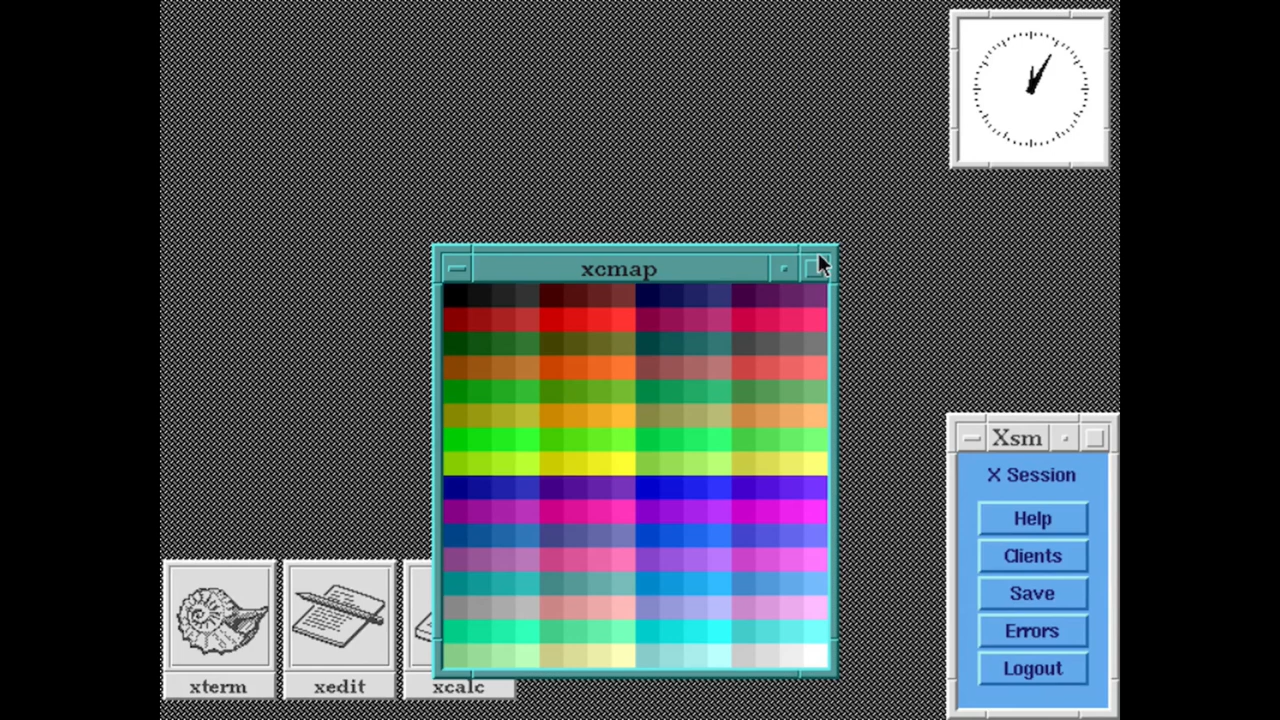 xcmap
Xsm
X Session
Help
Clients
Save
Errors
Logout
xterm
xedit
xcalc